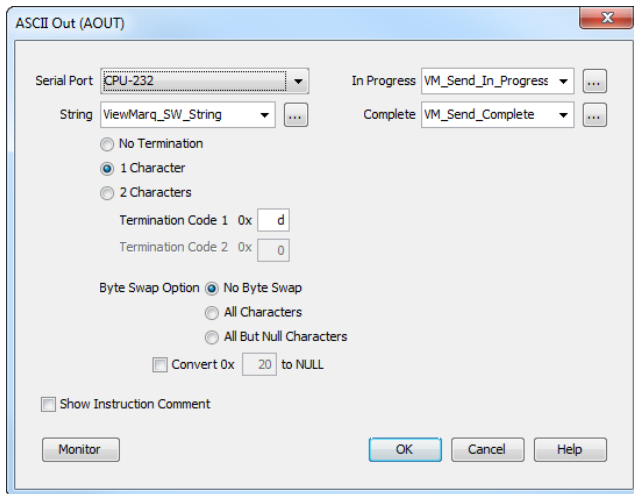 ASCII Out (AOUT)
Serial Port CPU-232 In Progress VM_Send_In_Progress ...
String ViewMarq_SW_String ... Complete VM_Send_Complete ...
No Termination
1 Character
2 Characters
Termination Code 1 0x d
Termination Code 2 0x 0
Byte Swap Option No Byte Swap
All Characters
All But Null Characters
Convert 0x 20 to NULL
Show Instruction Comment
Monitor OK Cancel Help